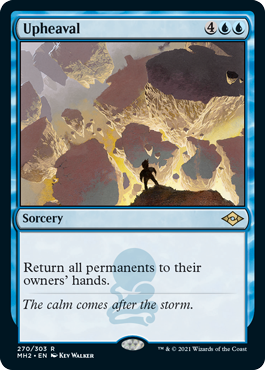 Upheaval 4
Sorcery
Return all permanents to their
owners' hands.
The calm comes after the storm.
270/303 R
MH2 • EN Key Walker
™ & © 2021 Wizards of the Coast